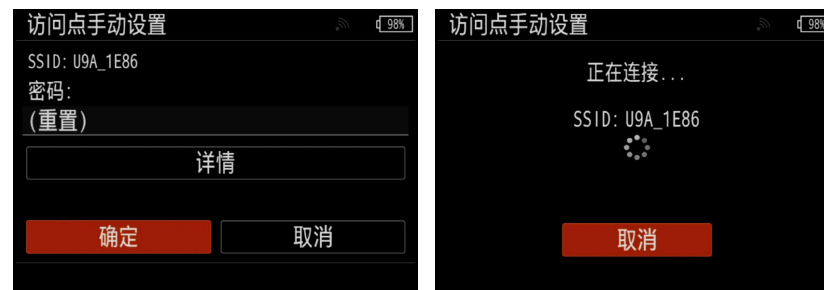 访问点手动设置
98%
SSID: U9A_1E86
密码:
(重置)
详情
确定
取消
访问点手动设置
98%
正在连接...
SSID: U9A_1E86
取消